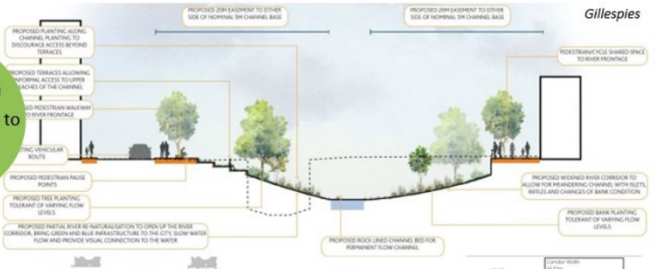 PROPOSED 20M EASEMENT TO EITHER
SIDE OF NOMINAL 5M CHANNEL BASE
PROPOSED 20M EASEMENT TO EITHER
SIDE OF NOMINAL 5M CHANNEL BASE
Gillespies
PROPOSED PLANTING ALONG
CHANNEL PLANTING TO
DISCOURAGE ACCESS BEYOND
TERRACES
PROPOSED TERRACES ALLOWING
INFORMAL ACCESS TO UPPER
REACHES OF THE CHANNEL
PEDESTRIAN WALKWAY
TO RIVER FRONTAGE
to
VEHICULAR
ROUTE
PROPOSED PEDESTRIAN PAUSE
POINTS
PROPOSED TREE PLANTING
TOLERANT OF VARYING FLOW
LEVELS
PROPOSED PARTIAL RIVER RE-NATURALISATION TO OPEN UP THE RIVER
CORRIDOR, BRING GREEN AND BLUE INFRASTRUCTURE TO THE CITY, SLOW WATER
FLOW AND PROVIDE VISUAL CONNECTION TO THE WATER
PROPOSED ROCK LINED CHANNEL BED FOR
PERMANENT FLOW CHANNEL
PEDESTRIAN/CYCLE SHARED SPACE
TO RIVER FRONTAGE
PROPOSED WIDENED RIVER CORRIDOR TO
ALLOW FOR MEANDERING CHANNEL WITH ISLETS,
RIFFLES AND CHANGES OF BANK CONDITION
PROPOSED BANK PLANTING
TOLERANT OF VARYING FLOW
LEVELS
Corridor Width